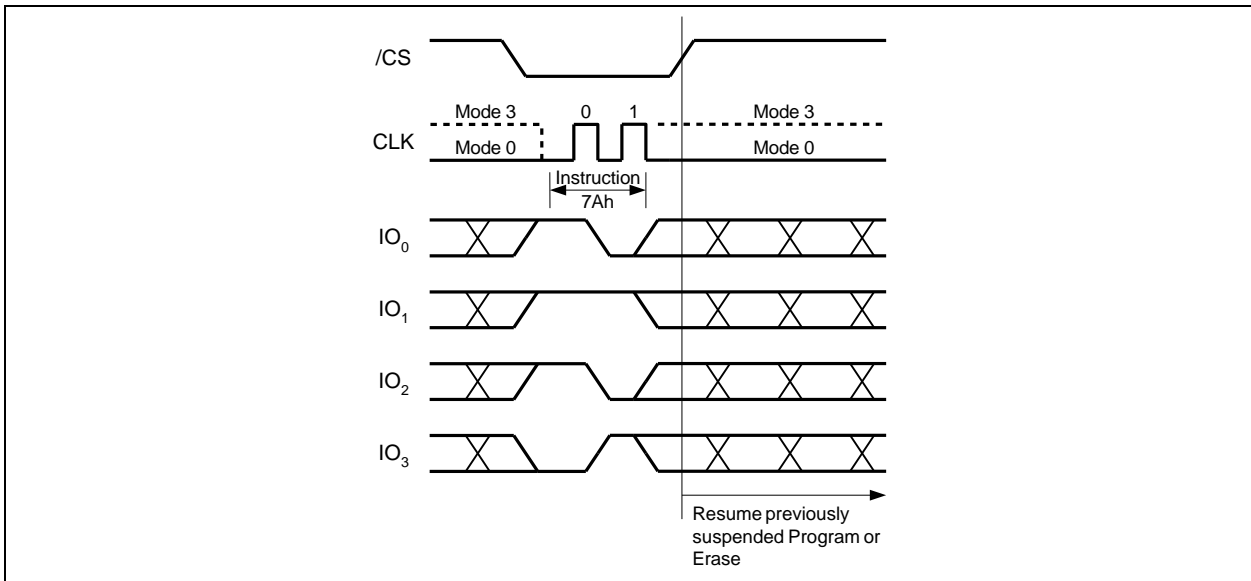 /CS
Mode 3 0 1 Mode 3
CLK
Mode 0 Mode 0
Instruction
7Ah
IO0
IO1
IO2
IO3
Resume previously
suspended Program or
Erase